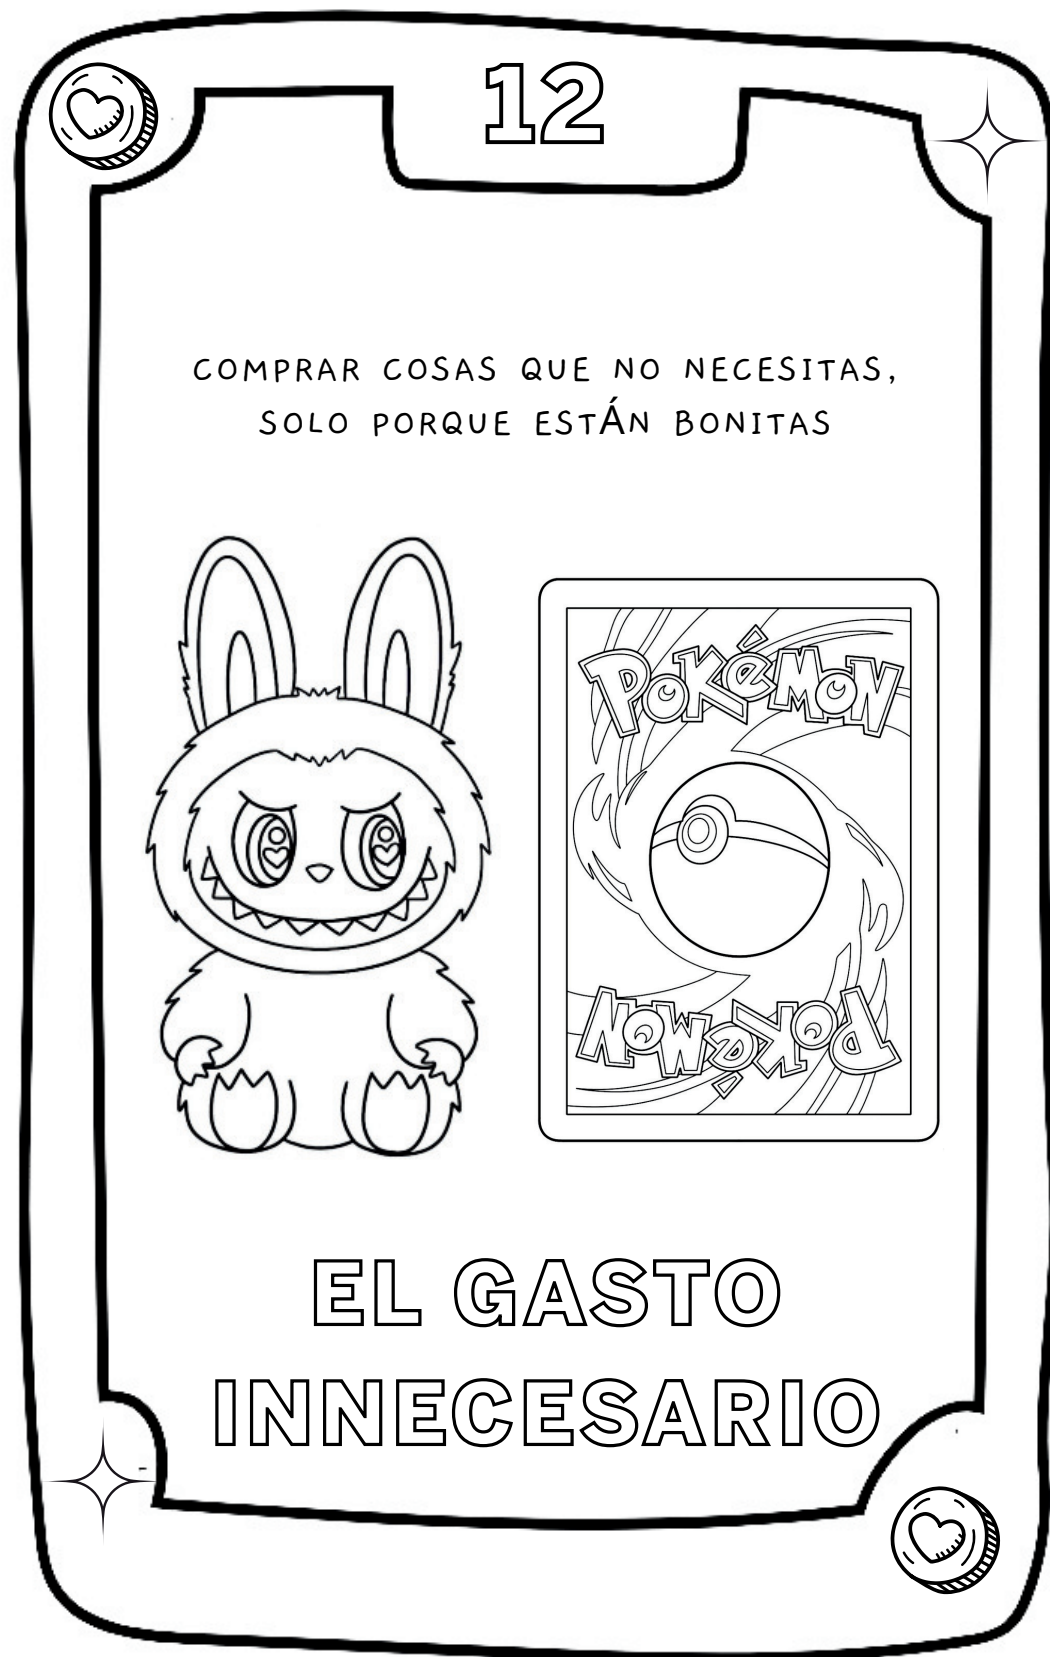 12
COMPRAR COSAS QUE NO NECESITAS,
SOLO PORQUE ESTÁN BONITAS
POKéMON
POKéMON
EL GASTO
INNECESARIO